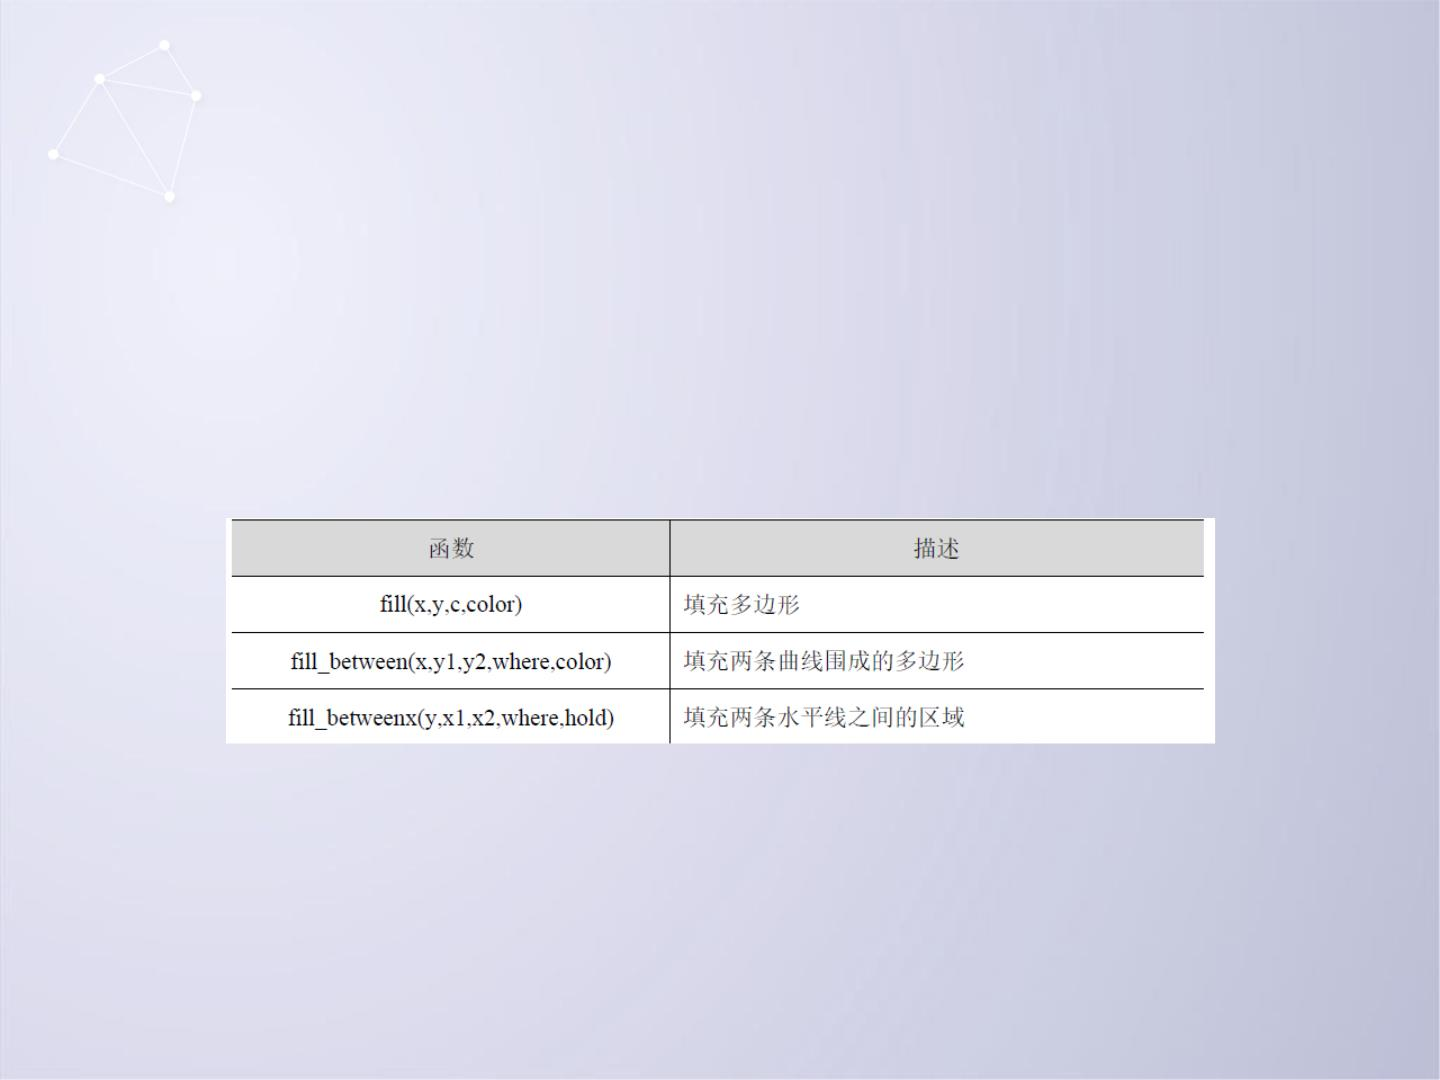 函数 描述
fill(x,y,c,color) 填充多边形
fill_between(x,y1,y2,where,color) 填充两条曲线围成的多边形
fill_betweenx(y,x1,x2,where,hold) 填充两条水平线之间的区域